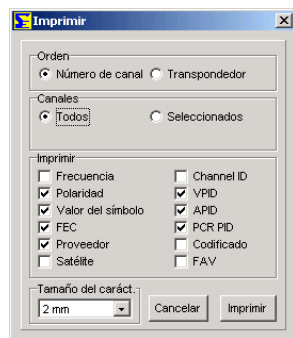 Imprimir
Orden
Número de canal Transpondedor
Canales
Todos Seleccionados
Imprimir
Frecuencia Channel ID
Polaridad VPID
Valor del símbolo APID
FEC PCR PID
Proveedor Codificado
Satélite FAV
Tamaño del caráct.
2 mm Cancelar Imprimir